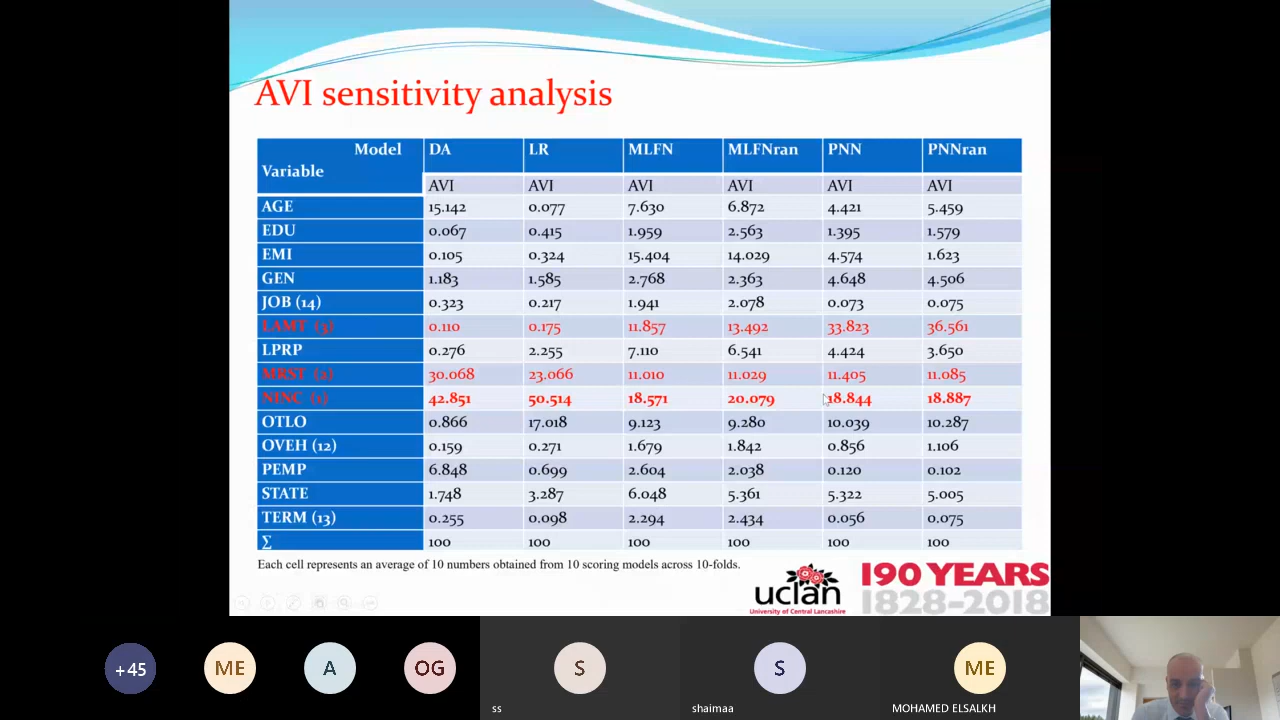 AVI sensitivity analysis
Model DA LR MLFN MLFNran PNN PNNran
Variable
AVI AVI AVI AVI AVI AVI
AGE 15.142 0.077 7.630 6.872 4.421 5.459
EDU 0.067 0.415 1.959 2.563 1.395 1.579
EMI 0.105 0.324 15.404 14.029 4.574 1.623
GEN 1.183 1.585 2.768 2.363 4.648 4.506
JOB (14) 0.323 0.217 1.941 2.078 0.073 0.075
LAMT (3) 0.110 0.175 11.857 13.492 33.823 36.561
LPRP 0.276 2.255 7.110 6.541 4.424 3.650
MRST (2) 30.068 23.066 11.010 11.029 11.405 11.085
NINC (1) 42.851 50.514 18.571 20.079 18.844 18.887
OTLO 0.866 17.018 9.123 9.280 10.039 10.287
OVEH (12) 0.159 0.271 1.679 1.842 0.856 1.106
PEMP 6.848 0.699 2.604 2.038 0.120 0.102
STATE 1.748 3.287 6.048 5.361 5.322 5.005
TERM (13) 0.255 0.098 2.294 2.434 0.056 0.075
∑ 100 100 100 100 100 100
Each cell represents an average of 10 numbers obtained from 10 scoring models across 10-folds.
uclan
University of Central Lancashire
190 YEARS
1828-2018
+45 ME A OG S S ME
ss shaimaa MOHAMED ELSALKH